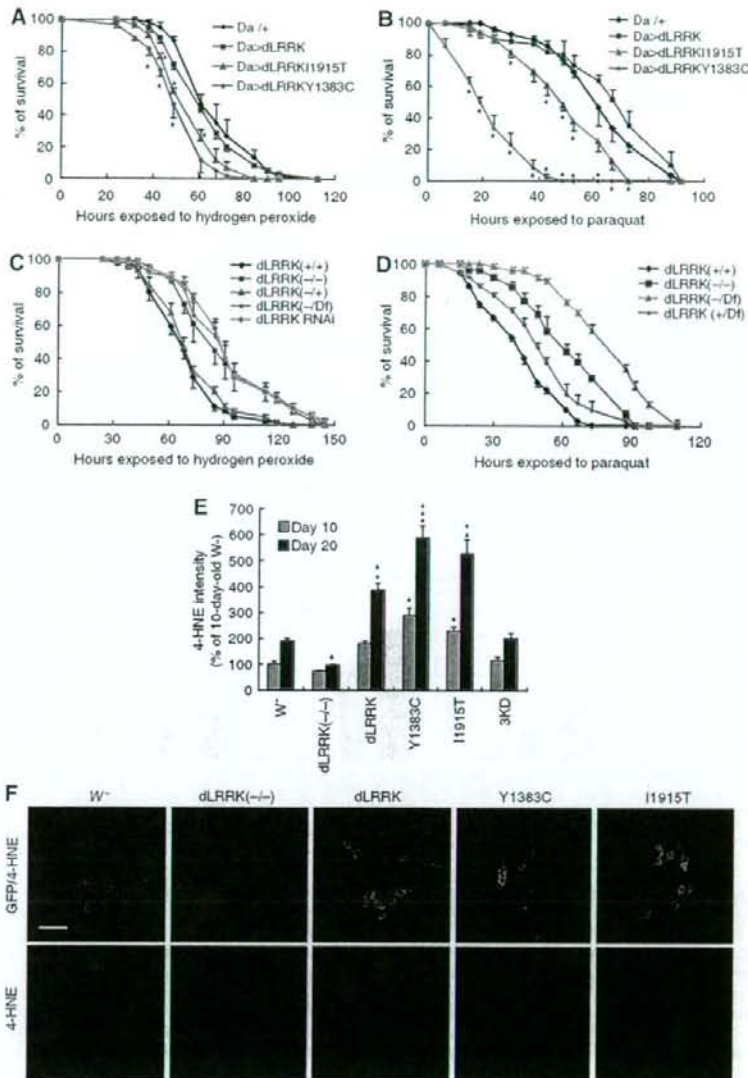 A
Da /+
Da>dLRRK
Da>dLRRKI1915T
Da>dLRRKY1383C
% of survival
100
80
60
40
20
0
0 20 40 60 80 100 120
Hours exposed to hydrogen peroxide
B
Da /+
Da>dLRRK
Da>dLRRKI1915T
Da>dLRRKY1383C
% of survival
100
80
60
40
20
0
0 20 40 60 80 100
Hours exposed to paraquat
C
dLRRK(+/+)
dLRRK(−/−)
dLRRK(−/+)
dLRRK(−/Df)
dLRRK RNAi
% of survival
100
80
60
40
20
0
0 30 60 90 120 150
Hours exposed to hydrogen peroxide
D
dLRRK(+/+)
dLRRK(−/−)
dLRRK(−/Df)
dLRRK (+/Df)
% of survival
100
80
60
40
20
0
0 30 60 90 120
Hours exposed to paraquat
E
Day 10
Day 20
4-HNE intensity
(% of 10-day-old W-)
700
600
500
400
300
200
100
0
W⁻
dLRRK(−/−)
dLRRK
Y1383C
I1915T
3KD
F
W⁻ dLRRK(−/−) dLRRK Y1383C I1915T
GFP/4-HNE
4-HNE